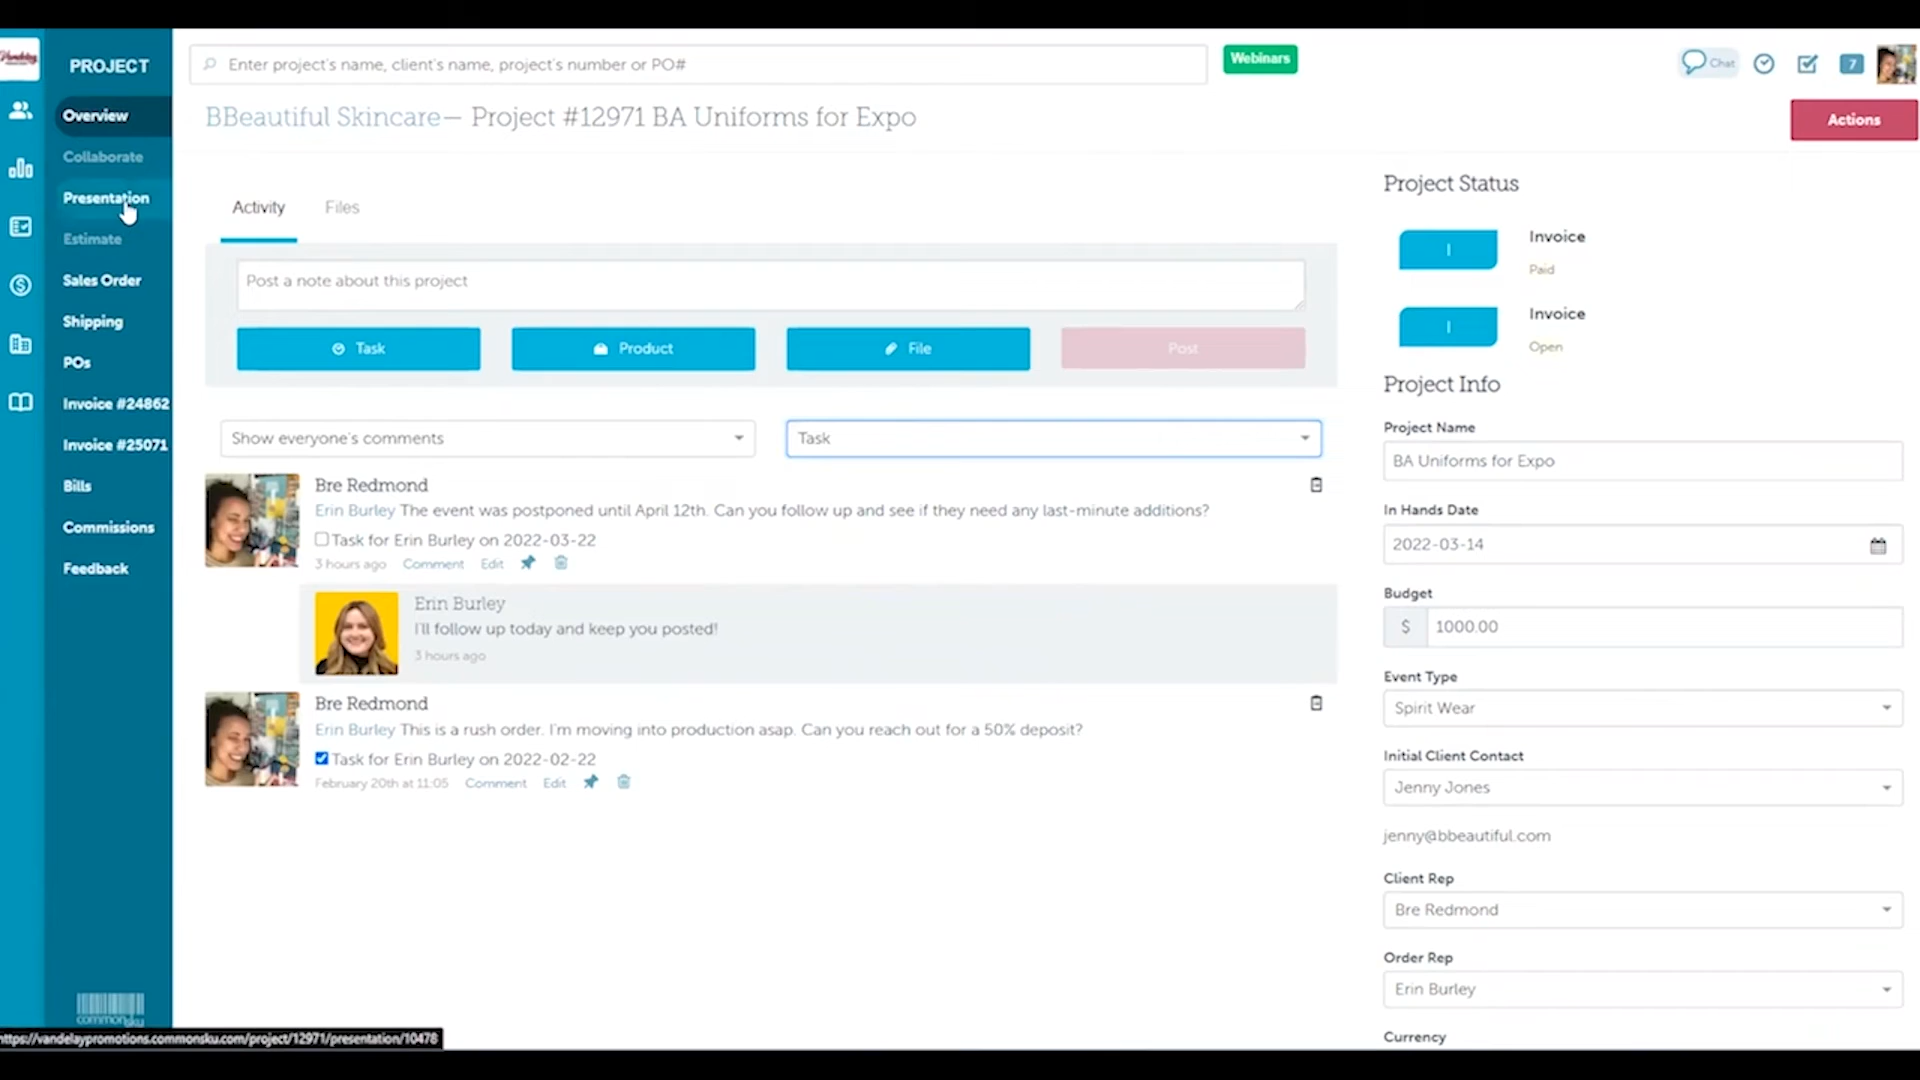 Vandelay
PROJECT
Enter project's name, client's name, project's number or PO#
Webinars
Chat
7
Overview
BBeautiful Skincare— Project #12971 BA Uniforms for Expo
Actions
Collaborate
Presentation
Estimate
Sales Order
Shipping
POs
Invoice #24862
Invoice #25071
Bills
Commissions
Feedback
commonsku
Activity
Files
Post a note about this project
Task
Product
File
Post
Show everyone's comments
Task
Bre Redmond
Erin Burley The event was postponed until April 12th. Can you follow up and see if they need any last-minute additions?
Task for Erin Burley on 2022-03-22
3 hours ago Comment Edit
Erin Burley
I'll follow up today and keep you posted!
3 hours ago
Bre Redmond
Erin Burley This is a rush order. I'm moving into production asap. Can you reach out for a 50% deposit?
Task for Erin Burley on 2022-02-22
February 20th at 11:05 Comment Edit
Project Status
I
Invoice
Paid
I
Invoice
Open
Project Info
Project Name
BA Uniforms for Expo
In Hands Date
2022-03-14
Budget
$ 1000.00
Event Type
Spirit Wear
Initial Client Contact
Jenny Jones
jenny@bbeautiful.com
Client Rep
Bre Redmond
Order Rep
Erin Burley
Currency
https://vandelaypromotions.commonsku.com/project/12971/presentation/10478